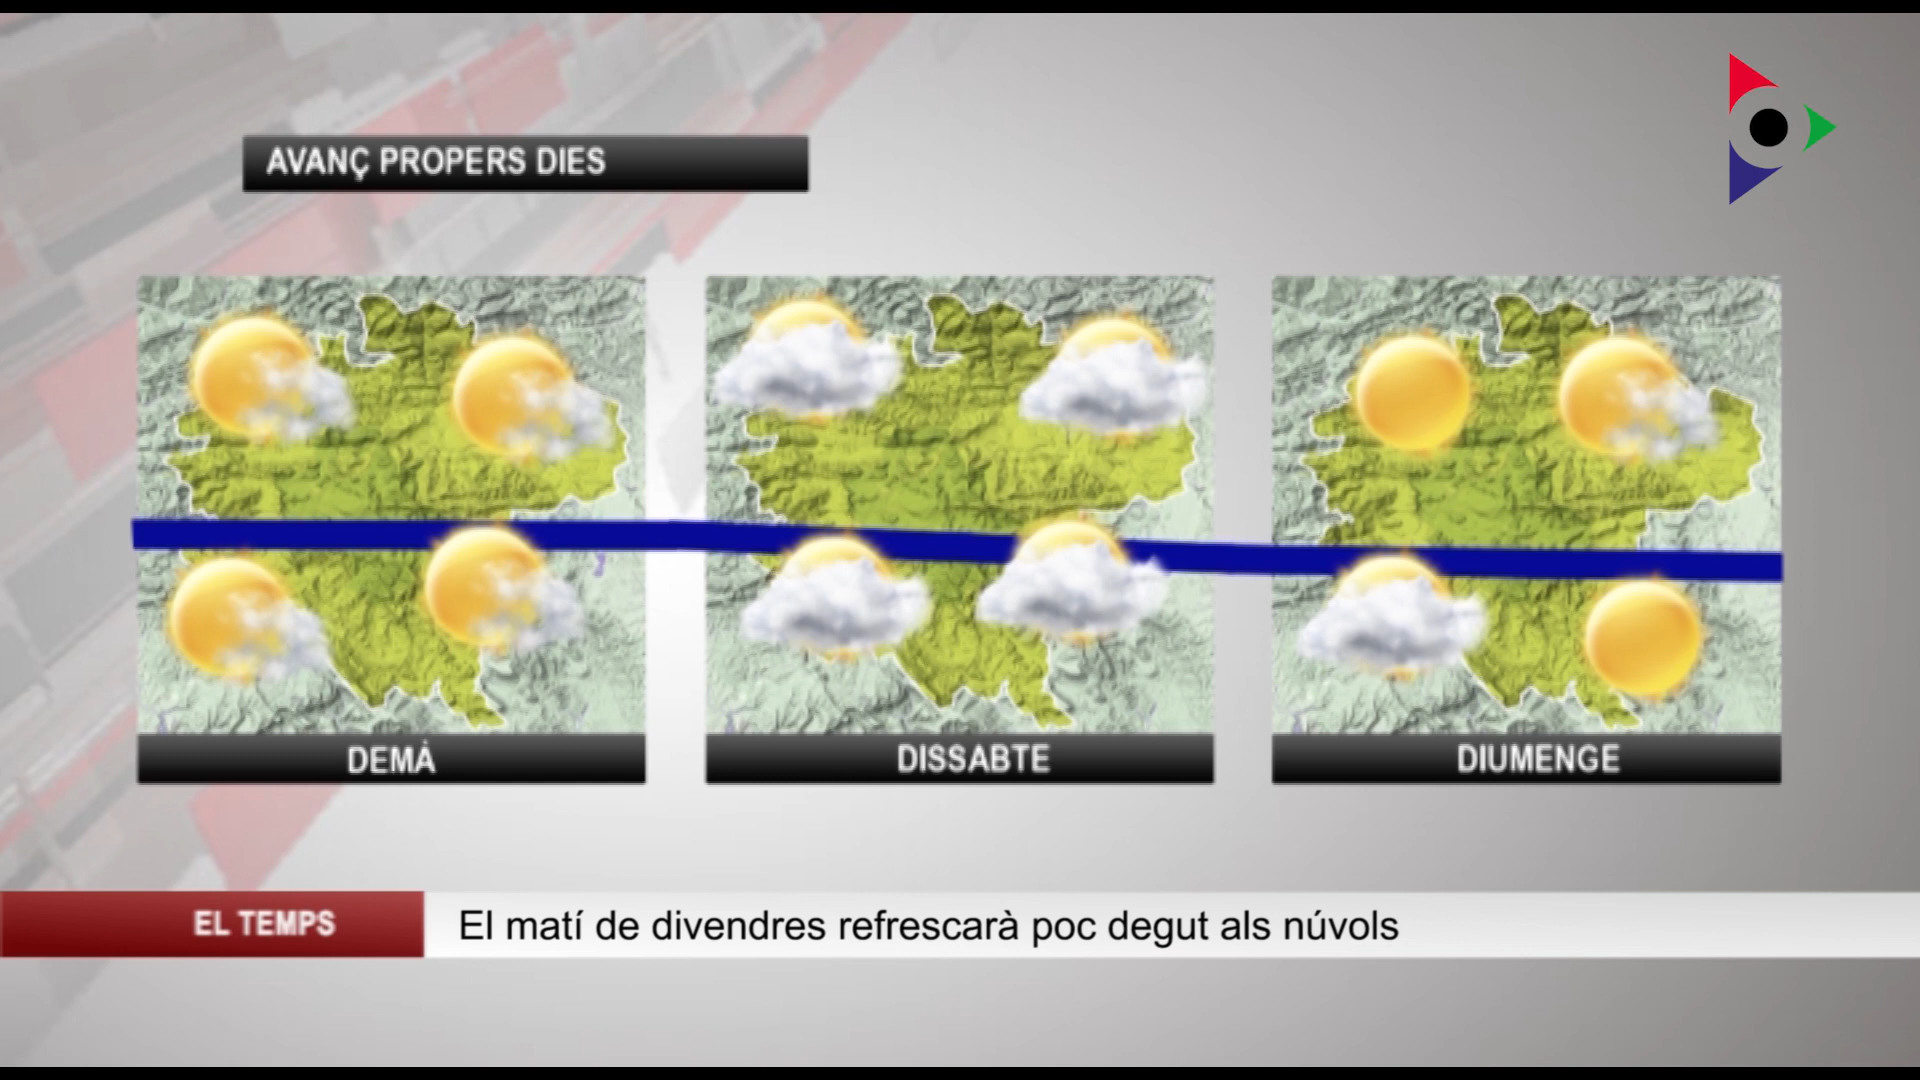 AVANÇ PROPERS DIES
DEMÀ
DISSABTE
DIUMENGE
EL TEMPS
El matí de divendres refrescarà poc degut als núvols